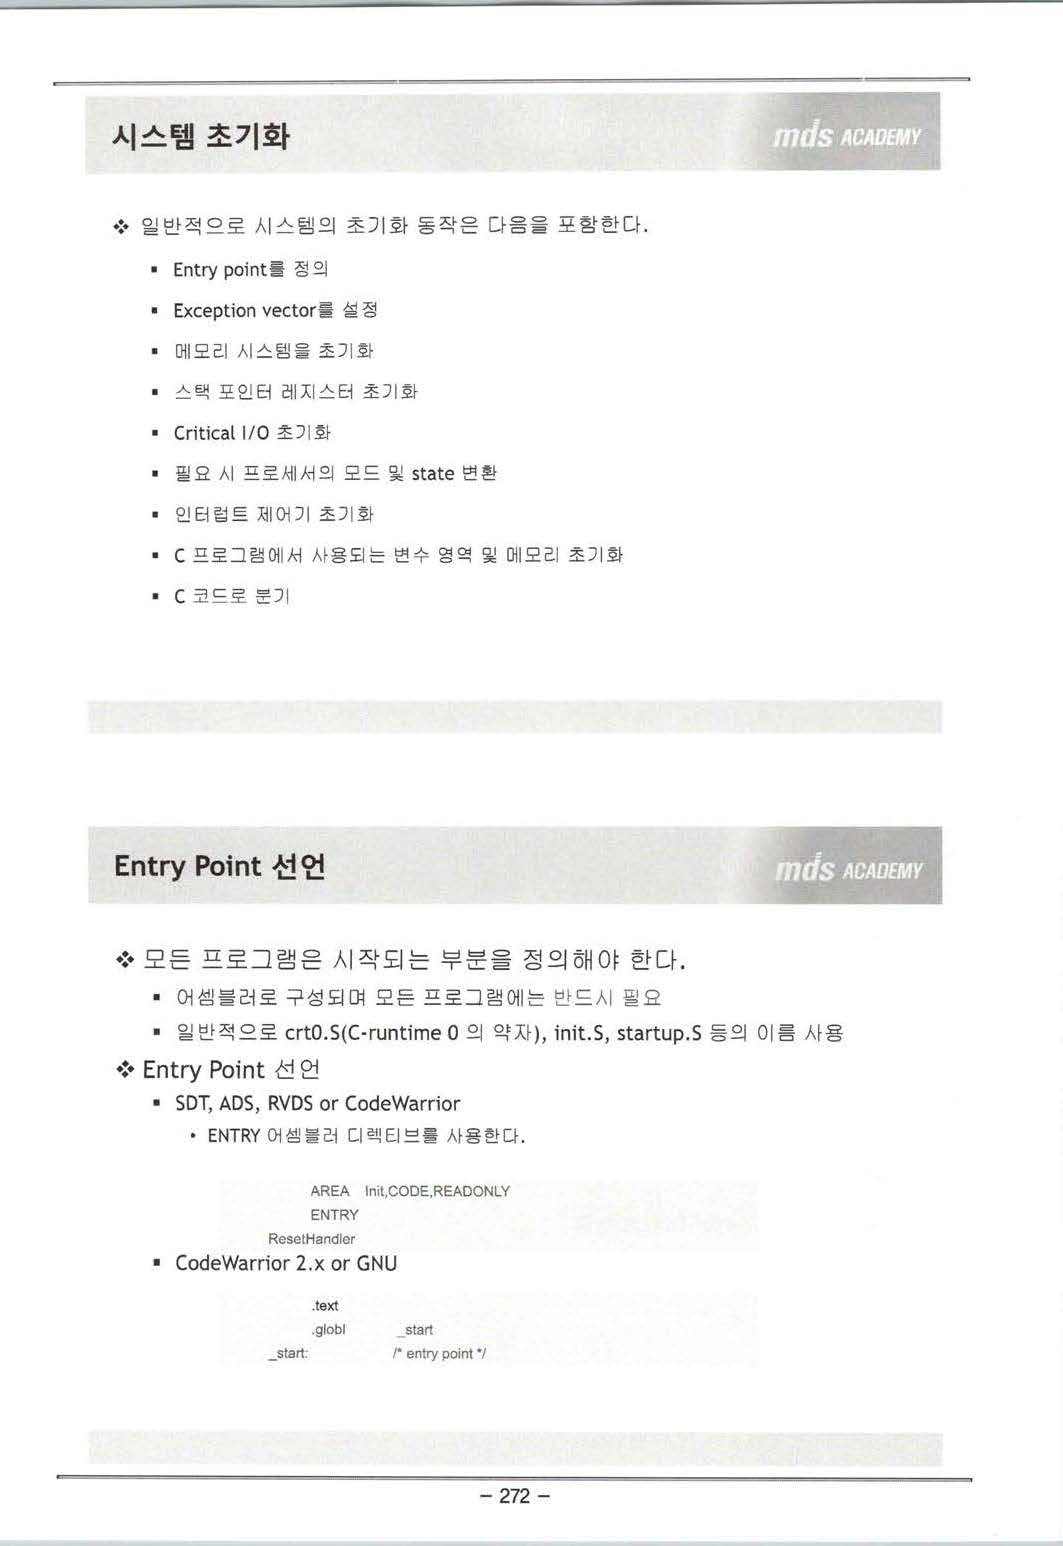 시스템 초기화
mds ACADEMY
❖ 일반적으로 시스템의 초기화 동작은 다음을 포함한다.
▪ Entry point를 정의
▪ Exception vector를 설정
▪ 메모리 시스템을 초기화
▪ 스택 포인터 레지스터 초기화
▪ Critical I/O 초기화
▪ 필요 시 프로세서의 모드 및 state 변환
▪ 인터럽트 제어기 초기화
▪ C 프로그램에서 사용되는 변수 영역 및 메모리 초기화
▪ C 코드로 분기
Entry Point 선언
mds ACADEMY
❖ 모든 프로그램은 시작되는 부분을 정의해야 한다.
▪ 어셈블러로 구성되며 모든 프로그램에는 반드시 필요
▪ 일반적으로 crt0.S(C-runtime 0 의 약자), init.S, startup.S 등의 이름 사용
❖ Entry Point 선언
▪ SDT, ADS, RVDS or CodeWarrior
• ENTRY 어셈블러 디렉티브를 사용한다.
AREA Init,CODE,READONLY
ENTRY
ResetHandler
▪ CodeWarrior 2.x or GNU
.text
.globl _start
_start: /* entry point */
- 272 -